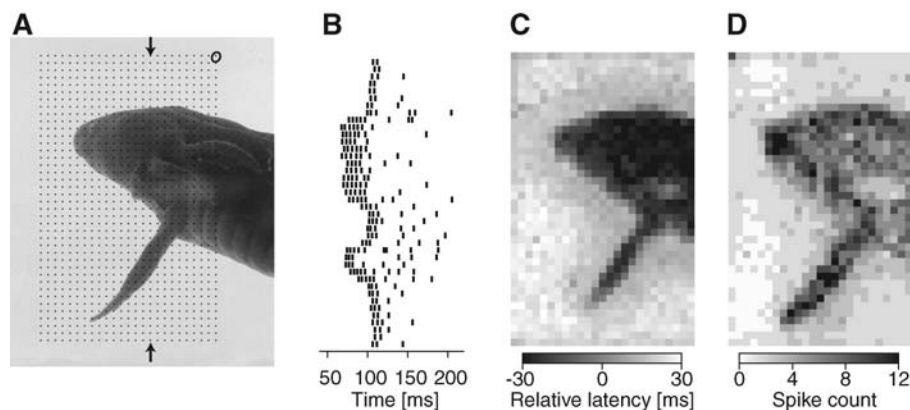 A
B
C
D
50 100 150 200
Time [ms]
-30 0 30
Relative latency [ms]
0 4 8 12
Spike count